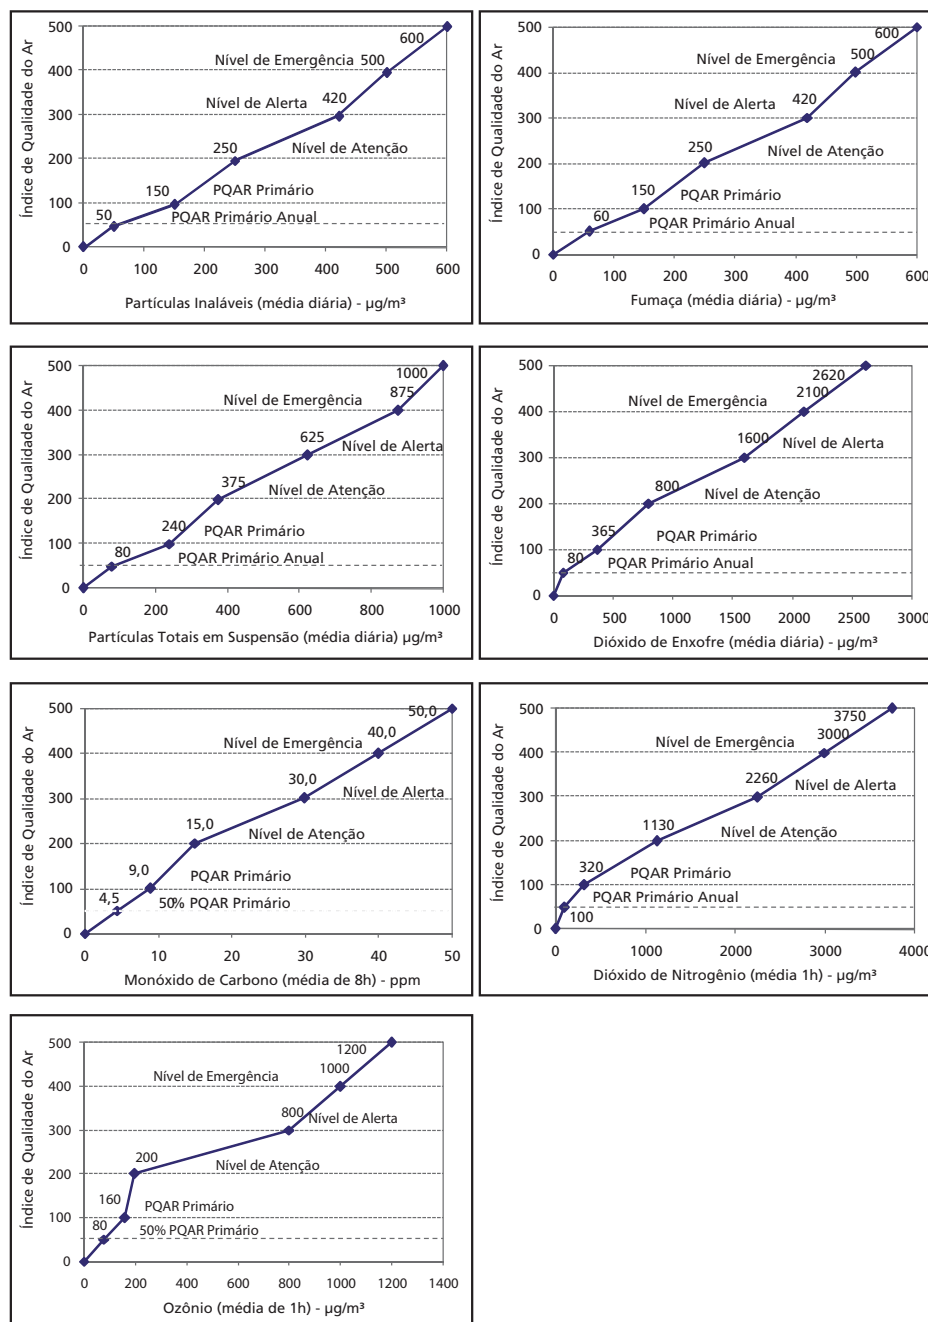 Índice de Qualidade do Ar
500
400
300
200
100
0
600
Nível de Emergência
500
420
Nível de Alerta
250
Nível de Atenção
150
PQAR Primário
50
PQAR Primário Anual
0 100 200 300 400 500 600
Partículas Inaláveis (média diária) - µg/m³
Índice de Qualidade do Ar
500
400
300
200
100
0
600
Nível de Emergência
500
420
Nível de Alerta
250
Nível de Atenção
150
PQAR Primário
60
PQAR Primário Anual
0 100 200 300 400 500 600
Fumaça (média diária) - µg/m³
Índice de Qualidade do Ar
500
400
300
200
100
0
1000
875
Nível de Emergência
625
Nível de Alerta
375
Nível de Atenção
240
PQAR Primário
80
PQAR Primário Anual
0 200 400 600 800 1000
Partículas Totais em Suspensão (média diária) µg/m³
Índice de Qualidade do Ar
500
400
300
200
100
0
2620
2100
Nível de Emergência
1600
Nível de Alerta
800
Nível de Atenção
365
PQAR Primário
80
PQAR Primário Anual
0 500 1000 1500 2000 2500 3000
Dióxido de Enxofre (média diária) - µg/m³
Índice de Qualidade do Ar
500
400
300
200
100
0
50,0
40,0
Nível de Emergência
30,0
Nível de Alerta
15,0
Nível de Atenção
9,0
PQAR Primário
4,5
50% PQAR Primário
0 10 20 30 40 50
Monóxido de Carbono (média de 8h) - ppm
Índice de Qualidade do Ar
500
400
300
200
100
0
3750
3000
Nível de Emergência
2260
Nível de Alerta
1130
Nível de Atenção
320
PQAR Primário
PQAR Primário Anual
100
0 1000 2000 3000 4000
Dióxido de Nitrogênio (média 1h) - µg/m³
Índice de Qualidade do Ar
500
400
300
200
100
0
1200
1000
Nível de Emergência
800
Nível de Alerta
200
Nível de Atenção
160
PQAR Primário
80
50% PQAR Primário
0 200 400 600 800 1000 1200 1400
Ozônio (média de 1h) - µg/m³